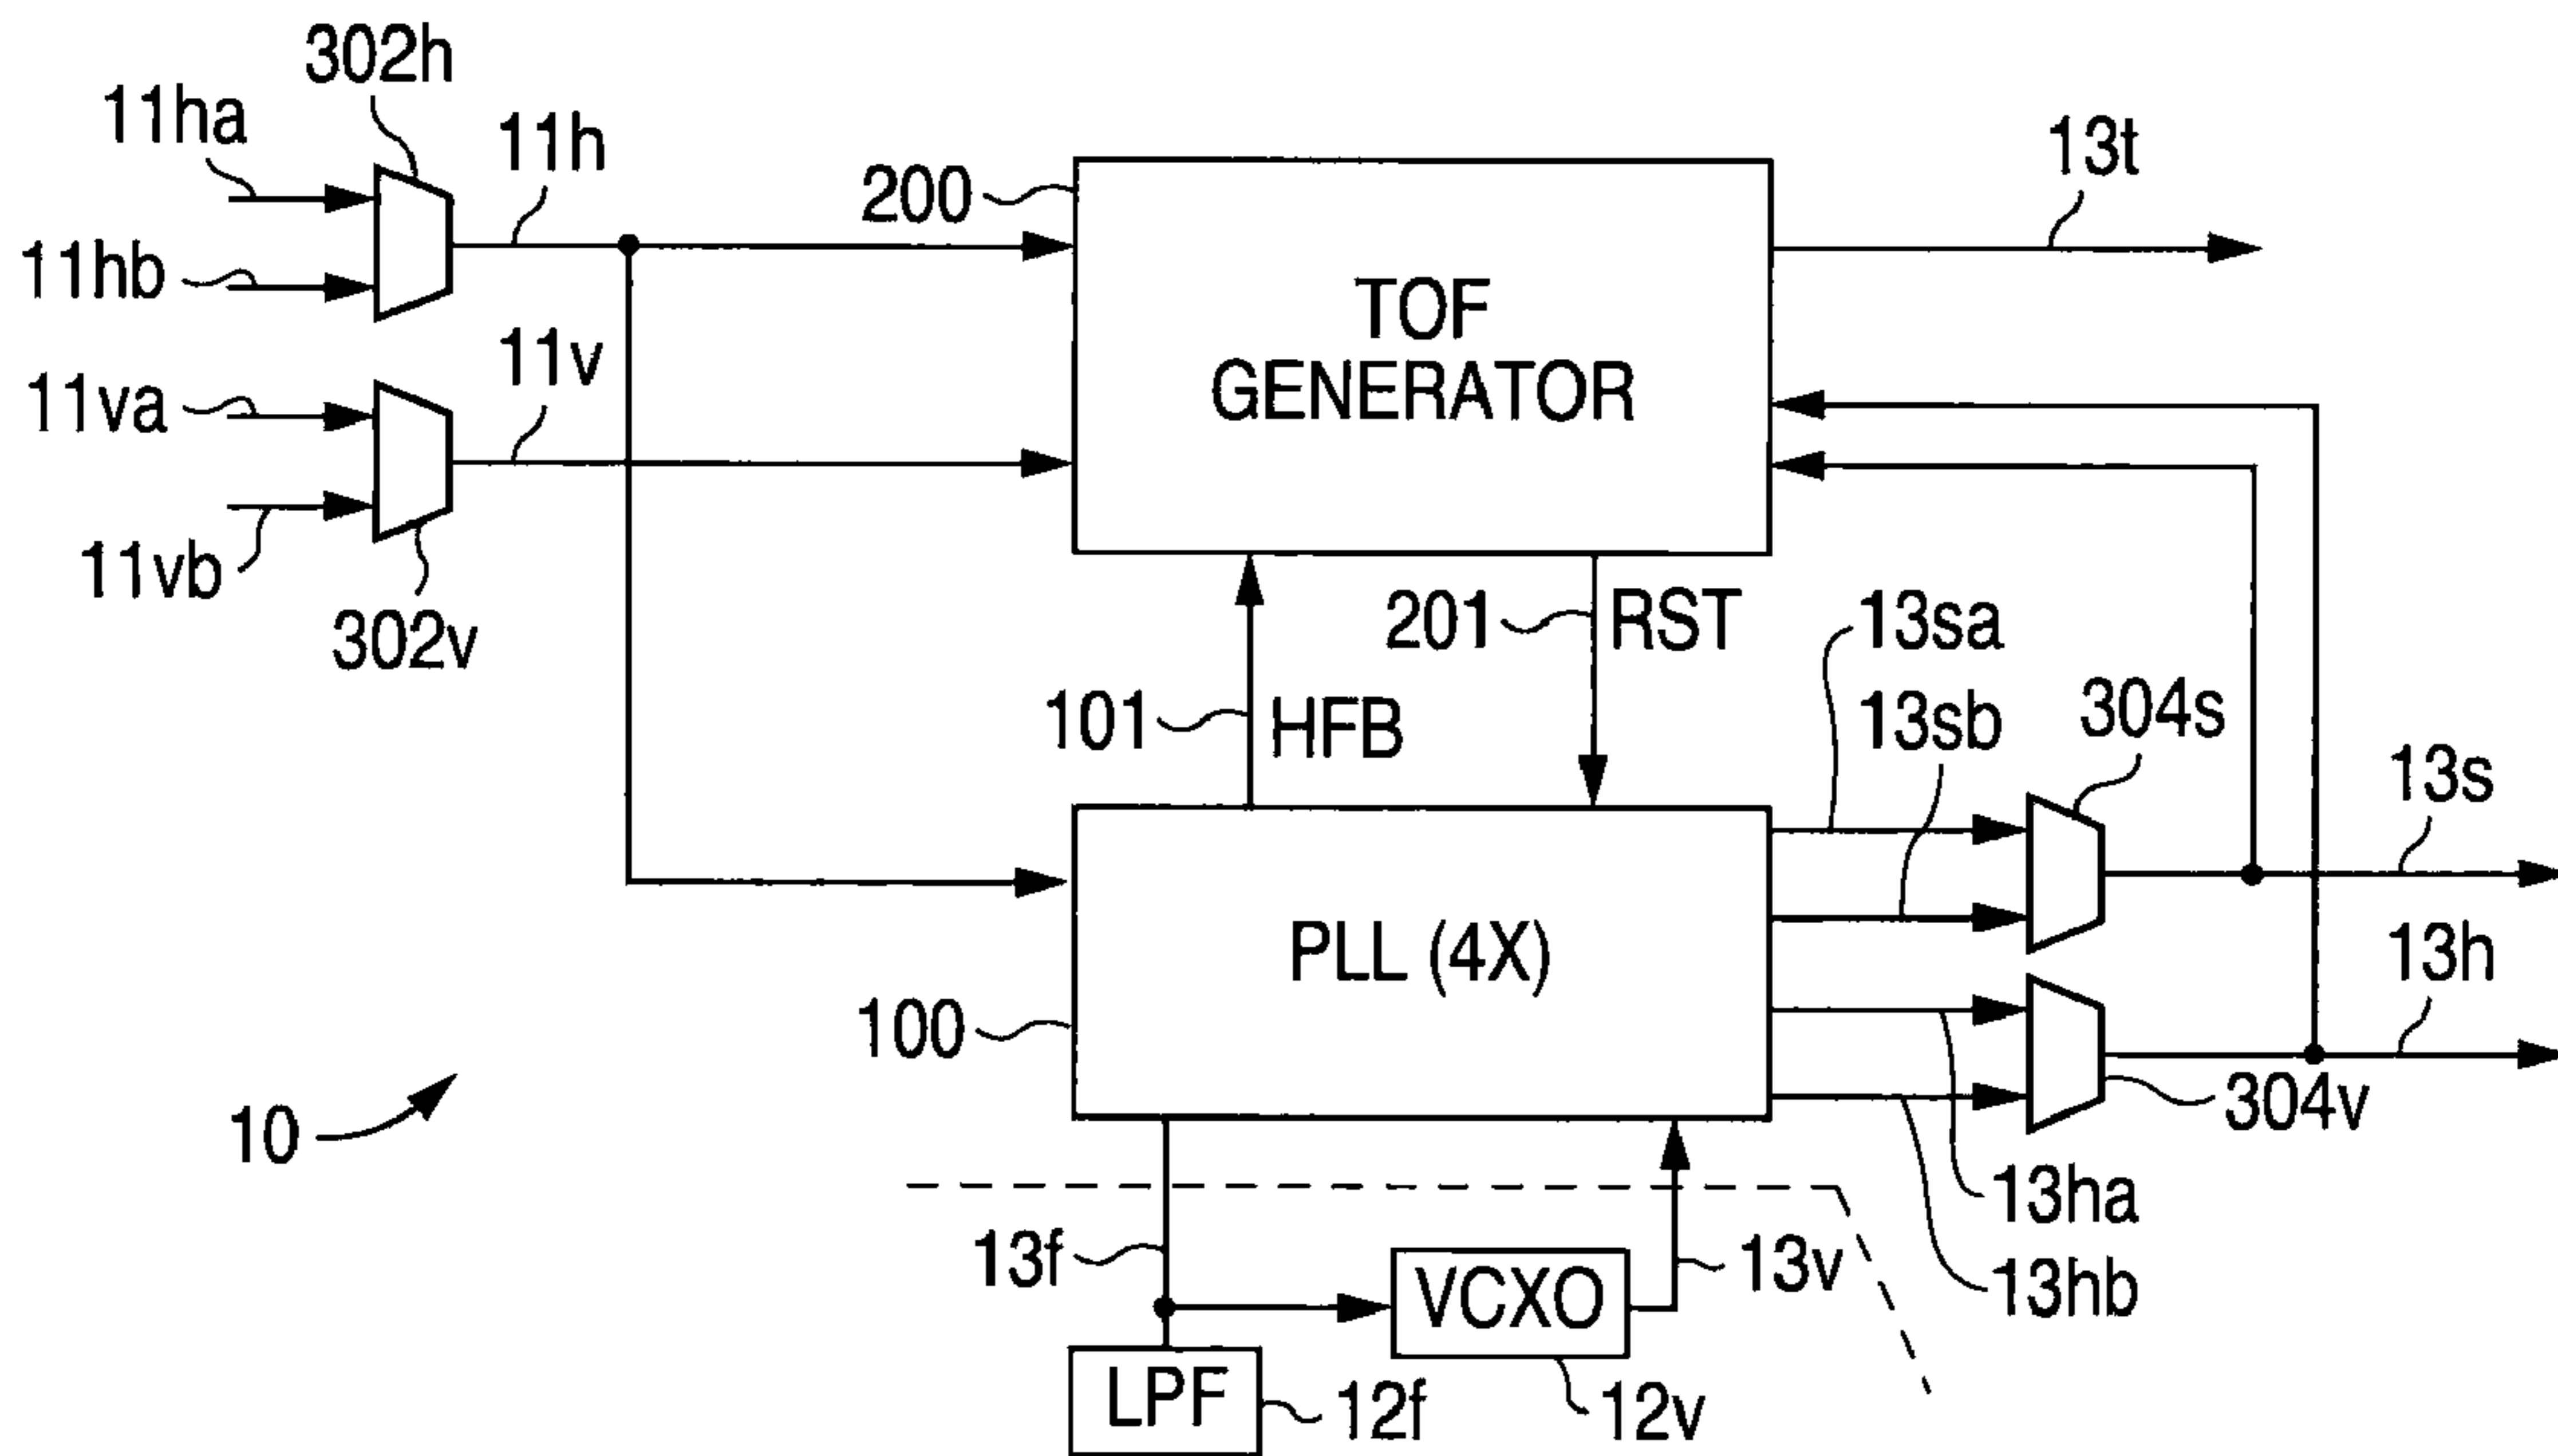 302h
11ha
11h
13t
200
11hb
TOF
GENERATOR
11v
11va
11vb
302v
201
RST
13sa
101
HFB
13sb
304s
13s
PLL (4X)
13h
100
10
304v
13ha
13f
13v
13hb
VCXO
LPF
12f
12v